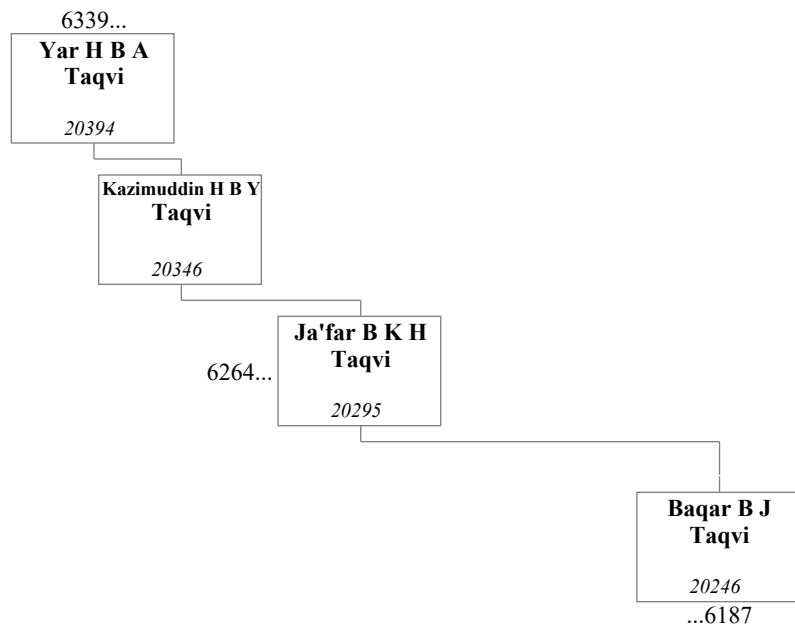 6339...
Yar H B A
Taqvi
20394
Kazimuddin H B Y
Taqvi
20346
Ja'far B K H
Taqvi
6264...
20295
Baqar B J
Taqvi
20246
...6187